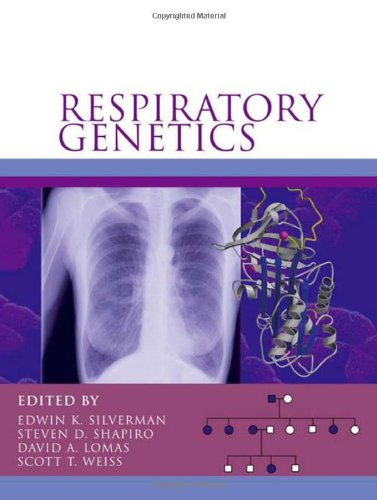 Copyrighted Material
RESPIRATORY
GENETICS
EDITED BY
EDWIN K. SILVERMAN
STEVEN D. SHAPIRO
DAVID A. LOMAS
SCOTT T. WEISS